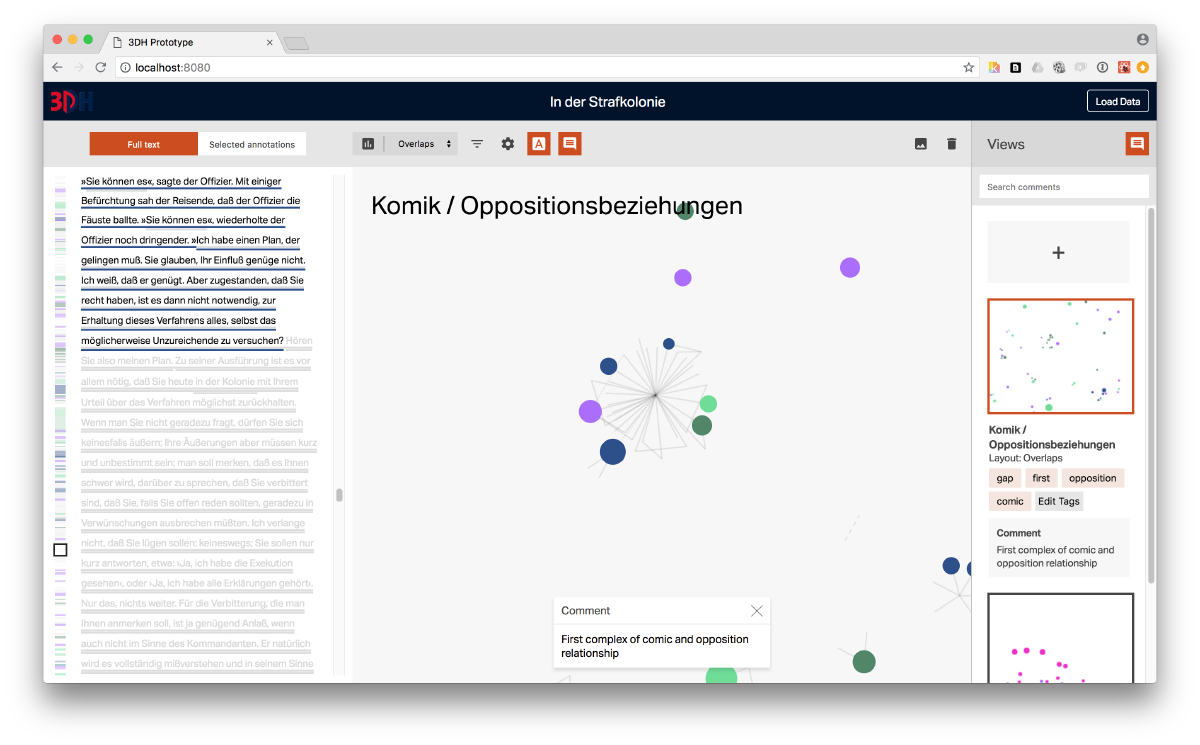 3DH Prototype
localhost:8080
3DH
In der Strafkolonie
Load Data
Full text
Selected annotations
Overlaps
A
Views
Search comments
»Sie können es«, sagte der Offizier. Mit einiger
Befürchtung sah der Reisende, daß der Offizier die
Fäuste ballte. »Sie können es«, wiederholte der
Offizier noch dringender. »Ich habe einen Plan, der
gelingen muß. Sie glauben, Ihr Einfluß genüge nicht.
Ich weiß, daß er genügt. Aber zugestanden, daß Sie
recht haben, ist es dann nicht notwendig, zur
Erhaltung dieses Verfahrens alles, selbst das
möglicherweise Unzureichende zu versuchen? Hören
Sie also meinen Plan. Zu seiner Ausführung ist es vor
allem nötig, daß Sie heute in der Kolonie mit Ihrem
Urteil über das Verfahren möglichst zurückhalten.
Wenn man Sie nicht geradezu fragt, dürfen Sie sich
keinesfalls äußern; Ihre Äußerungen aber müssen kurz
und unbestimmt sein; man soll merken, daß es Ihnen
schwer wird, darüber zu sprechen, daß Sie verbittert
sind, daß Sie, falls Sie offen reden sollten, geradezu in
Verwünschungen ausbrechen müßten. Ich verlange
nicht, daß Sie lügen sollen; keineswegs; Sie sollen nur
kurz antworten, etwa: ›Ja, ich habe die Exekution
gesehen‹, oder ›Ja, ich habe alle Erklärungen gehört‹.
Nur das, nichts weiter. Für die Verbitterung, die man
Ihnen anmerken soll, ist ja genügend Anlaß, wenn
auch nicht im Sinne des Kommandanten. Er natürlich
wird es vollständig mißverstehen und in seinem Sinne
Komik / Oppositionsbeziehungen
Comment
First complex of comic and opposition
relationship
+
Komik /
Oppositionsbeziehungen
Layout: Overlaps
gap first opposition
comic Edit Tags
Comment
First complex of comic and
opposition relationship